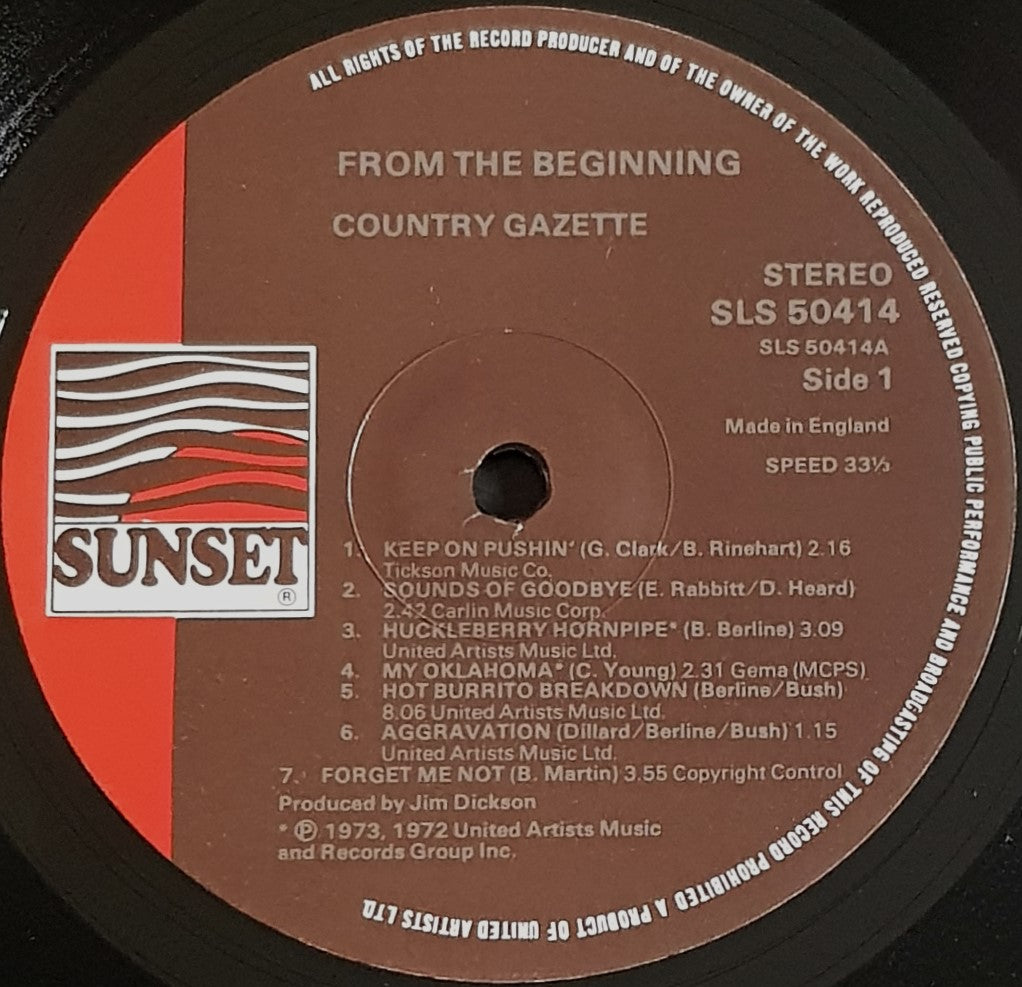 ALL RIGHTS OF THE RECORD PRODUCER AND OF THE OWNER OF THE WORK REPRODUCED RESERVED COPYING PUBLIC PERFORMANCE AND BROADCASTING OF THIS RECORD PROHIBITED A PRODUCT OF UNITED ARTISTS LTD.
FROM THE BEGINNING
COUNTRY GAZETTE
STEREO
SLS 50414
SLS 50414A
Side 1
Made in England
SPEED 33⅓
SUNSET
®
1. KEEP ON PUSHIN' (G. Clark/B. Rinehart) 2.16
Tickson Music Co.
2. SOUNDS OF GOODBYE (E. Rabbitt/D. Heard)
2.42 Carlin Music Corp.
3. HUCKLEBERRY HORNPIPE* (B. Berline) 3.09
United Artists Music Ltd.
4. MY OKLAHOMA* (C. Young) 2.31 Gema (MCPS)
5. HOT BURRITO BREAKDOWN (Berline/Bush)
8.06 United Artists Music Ltd.
6. AGGRAVATION (Dillard/Berline/Bush) 1.15
United Artists Music Ltd.
7. FORGET ME NOT (B. Martin) 3.55 Copyright Control
Produced by Jim Dickson
* ℗ 1973, 1972 United Artists Music
and Records Group Inc.